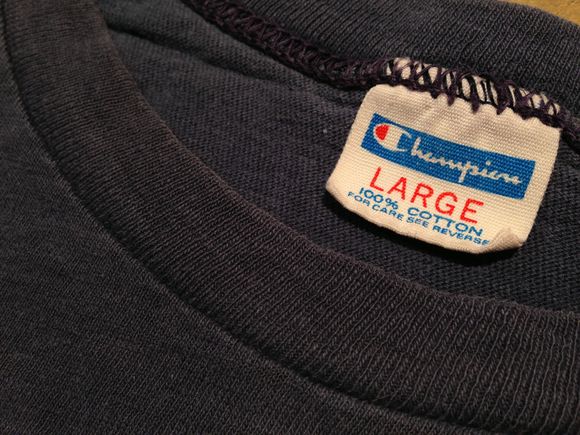 Champion
LARGE
100% COTTON
FOR CARE SEE REVERSE